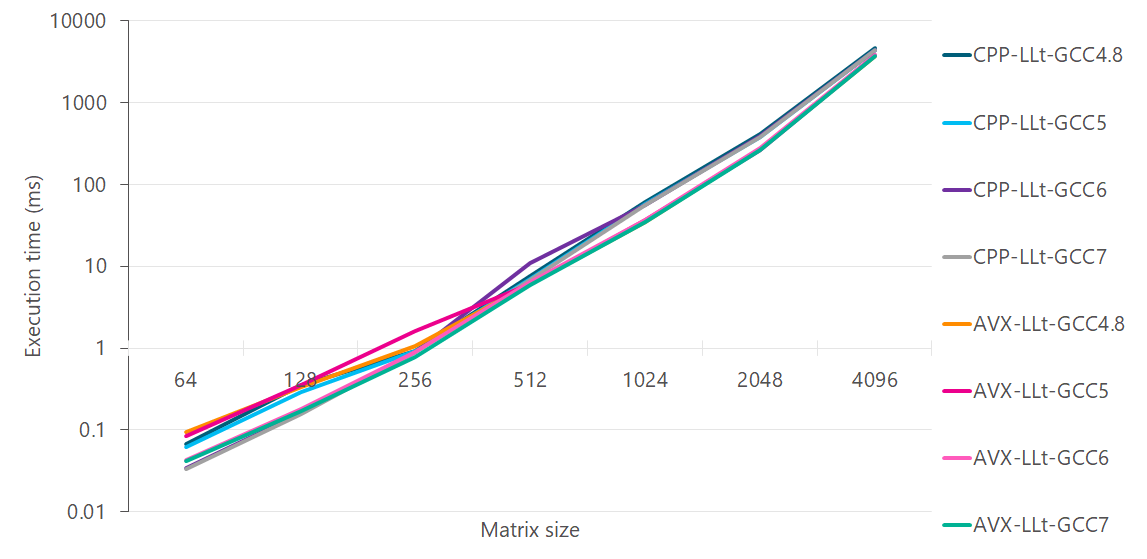 10000
1000
100
10
1
0.1
0.01
Execution time (ms)
64 128 256 512 1024 2048 4096
Matrix size
CPP-LLt-GCC4.8
CPP-LLt-GCC5
CPP-LLt-GCC6
CPP-LLt-GCC7
AVX-LLt-GCC4.8
AVX-LLt-GCC5
AVX-LLt-GCC6
AVX-LLt-GCC7